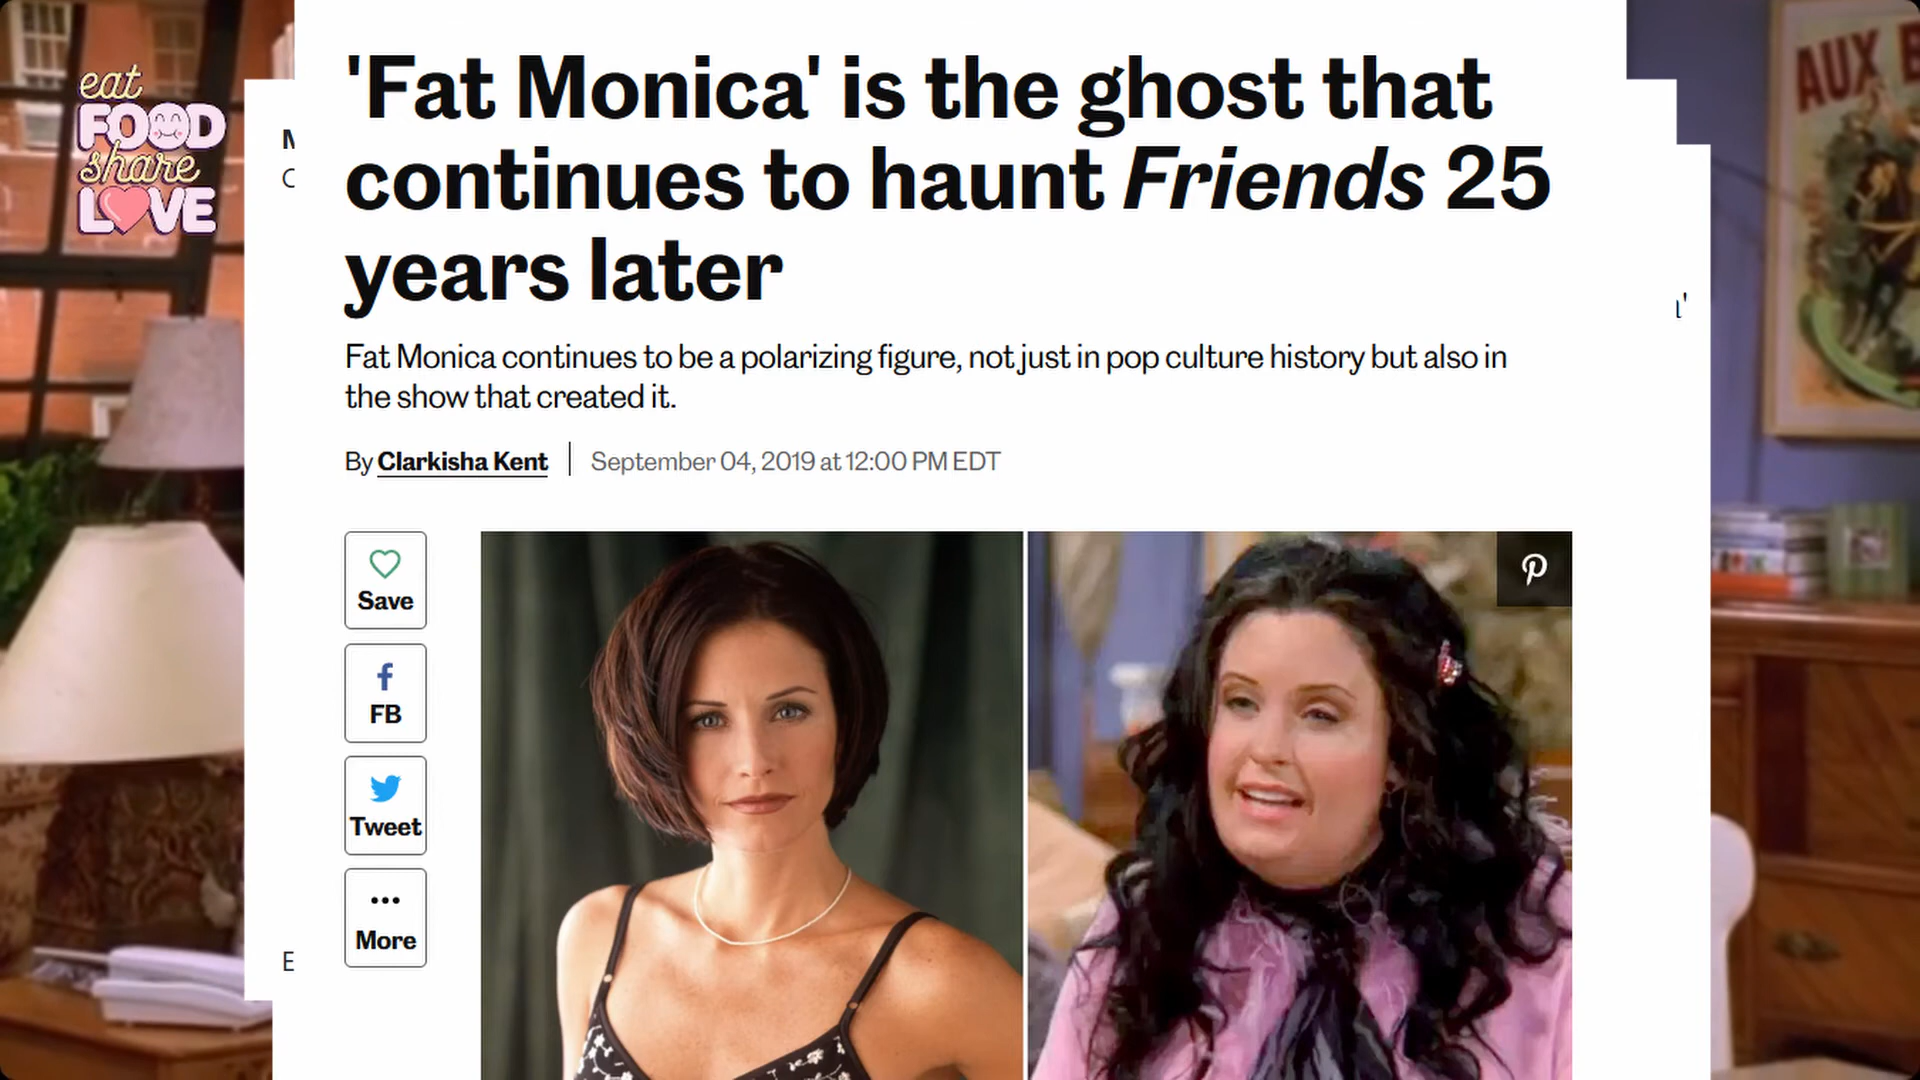 eat
FOOD
share
LOVE
'Fat Monica' is the ghost that
continues to haunt Friends 25
years later
Fat Monica continues to be a polarizing figure, not just in pop culture history but also in
the show that created it.
By Clarkisha Kent
September 04, 2019 at 12:00 PM EDT
Save
FB
Tweet
More
AUX B